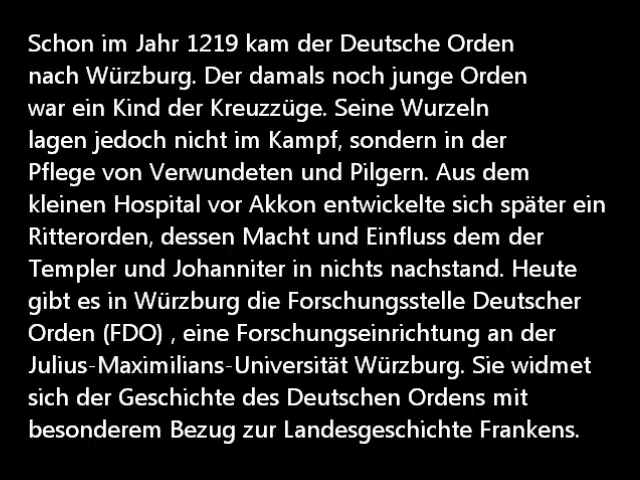 Schon im Jahr 1219 kam der Deutsche Orden
nach Würzburg. Der damals noch junge Orden
war ein Kind der Kreuzzüge. Seine Wurzeln
lagen jedoch nicht im Kampf, sondern in der
Pflege von Verwundeten und Pilgern. Aus dem
kleinen Hospital vor Akkon entwickelte sich später ein
Ritterorden, dessen Macht und Einfluss dem der
Templer und Johanniter in nichts nachstand. Heute
gibt es in Würzburg die Forschungsstelle Deutscher
Orden (FDO) , eine Forschungseinrichtung an der
Julius-Maximilians-Universität Würzburg. Sie widmet
sich der Geschichte des Deutschen Ordens mit
besonderem Bezug zur Landesgeschichte Frankens.